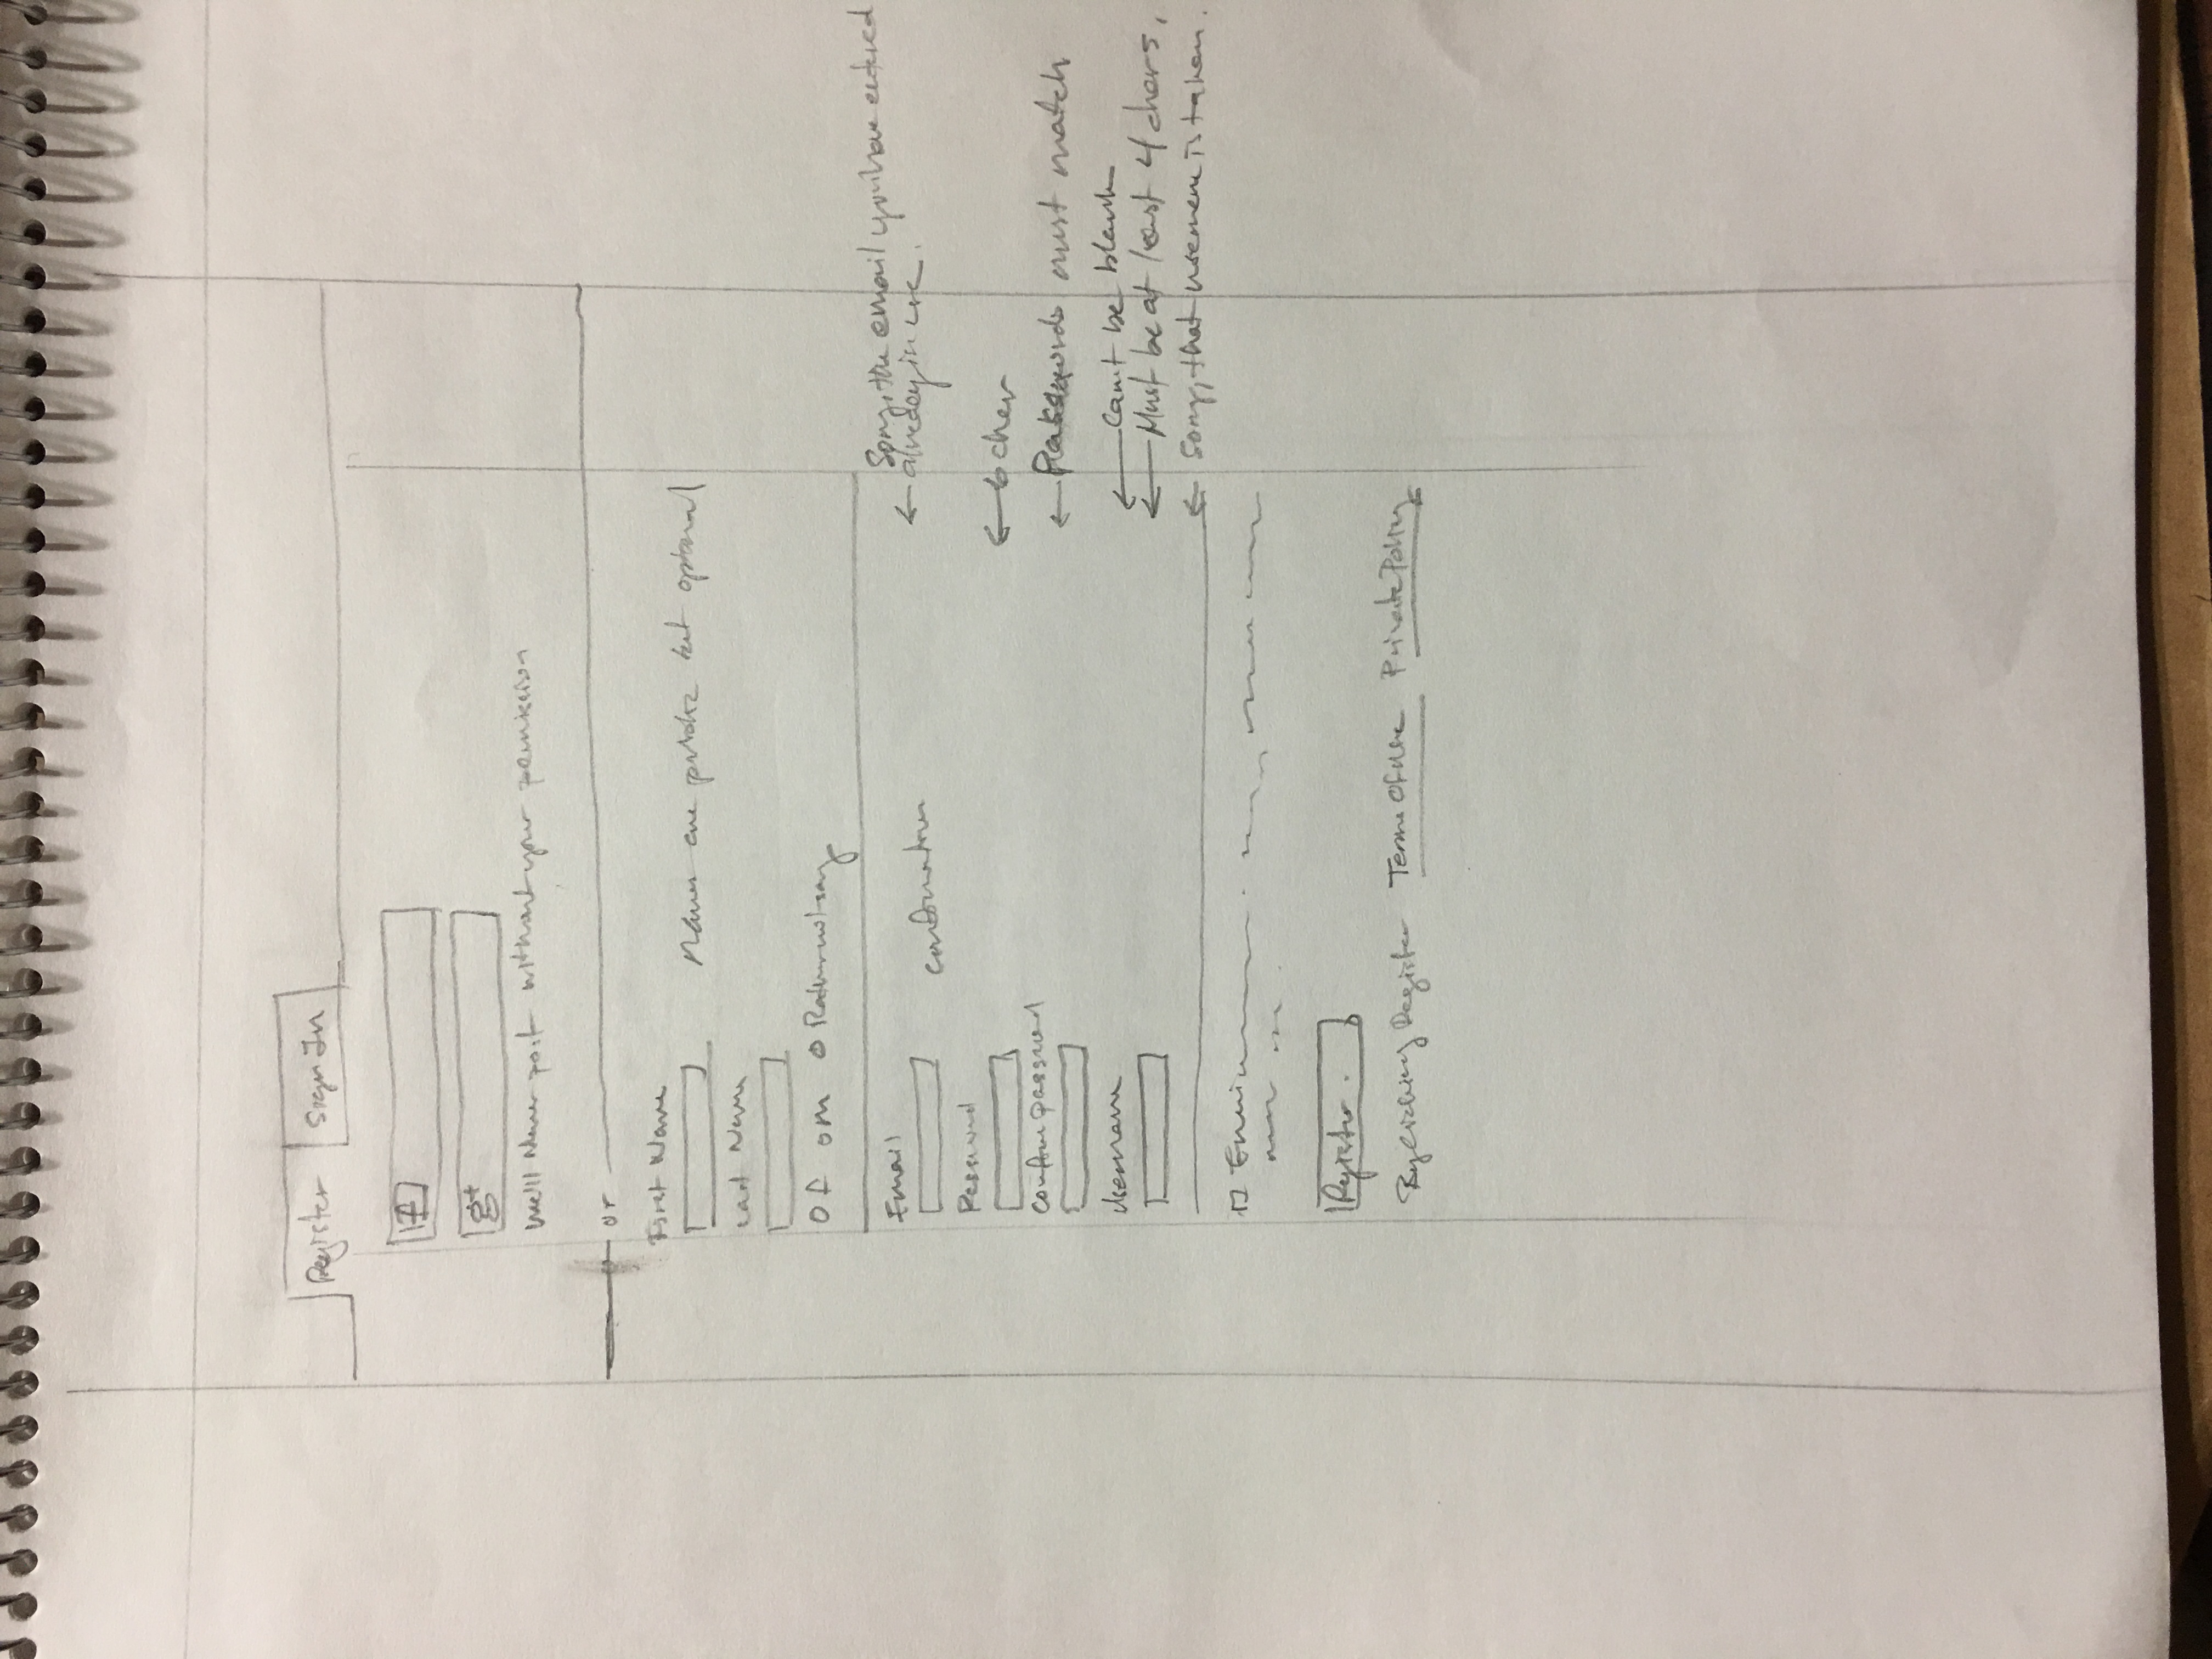 Register Sign In
f
g+
We'll Never post without your permission
or
First Name
Names are public but optional
Last Name
O f O m O Rather not say
Sorry, the email you have entered
Email
already in use.
confirmation
Password
6 char
Confirm password
Passwords must match
Username
Can't be blank
Must be at least 4 chars.
Sorry, that username is taken.
Register
By clicking Register Terms Of Use Private Policy